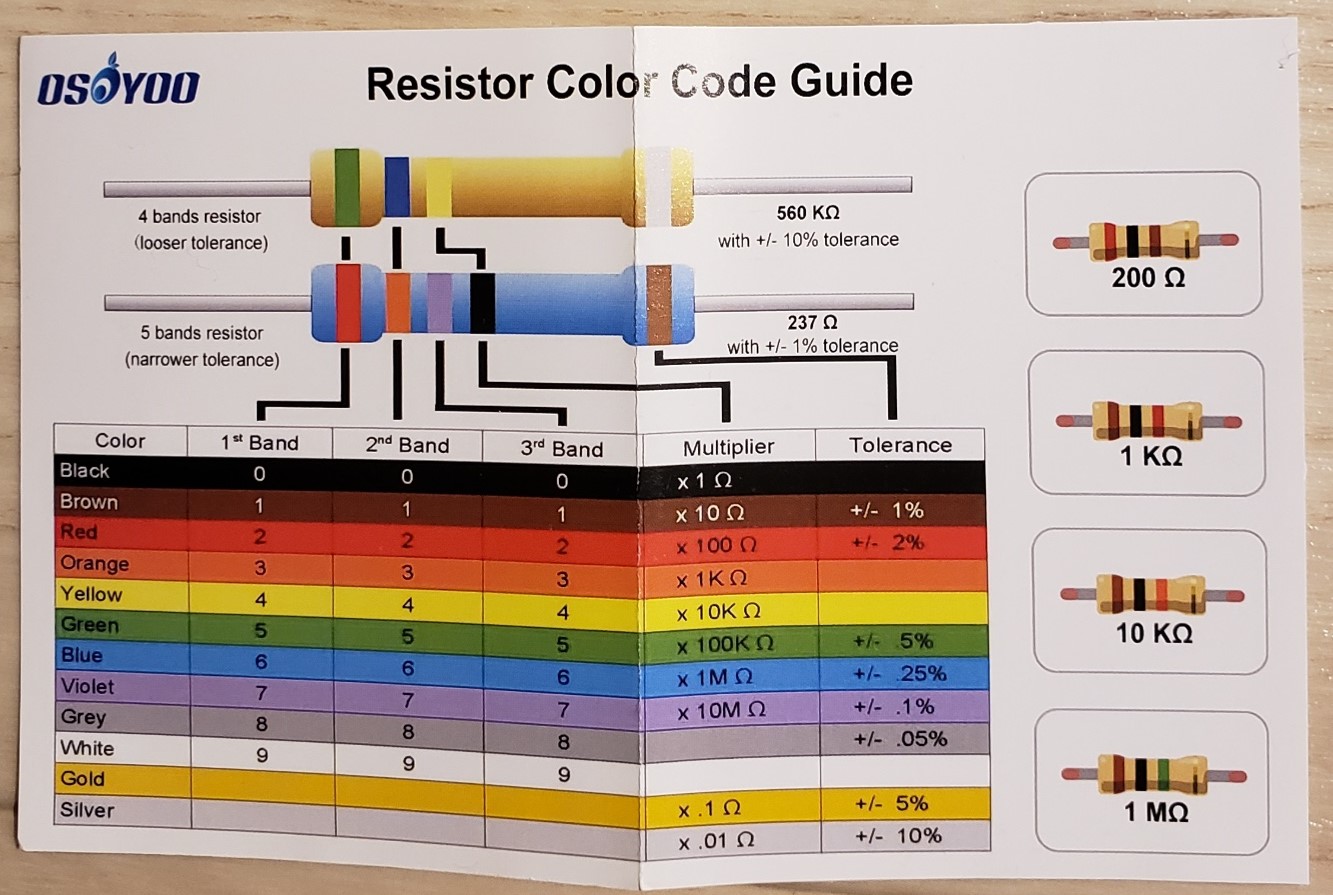 OSOYOO
Resistor Color Code Guide
4 bands resistor
(looser tolerance)
560 KΩ
with +/- 10% tolerance
5 bands resistor
(narrower tolerance)
237 Ω
with +/- 1% tolerance
Color 1st Band 2nd Band 3rd Band Multiplier Tolerance
Black 0 0 0 x 1 Ω
Brown 1 1 1 x 10 Ω +/- 1%
Red 2 2 2 x 100 Ω +/- 2%
Orange 3 3 3 x 1K Ω
Yellow 4 4 4 x 10K Ω
Green 5 5 5 x 100K Ω +/- .5%
Blue 6 6 6 x 1M Ω +/- .25%
Violet 7 7 7 x 10M Ω +/- .1%
Grey 8 8 8 +/- .05%
White 9 9 9
Gold x .1 Ω +/- 5%
Silver x .01 Ω +/- 10%
200 Ω
1 KΩ
10 KΩ
1 MΩ